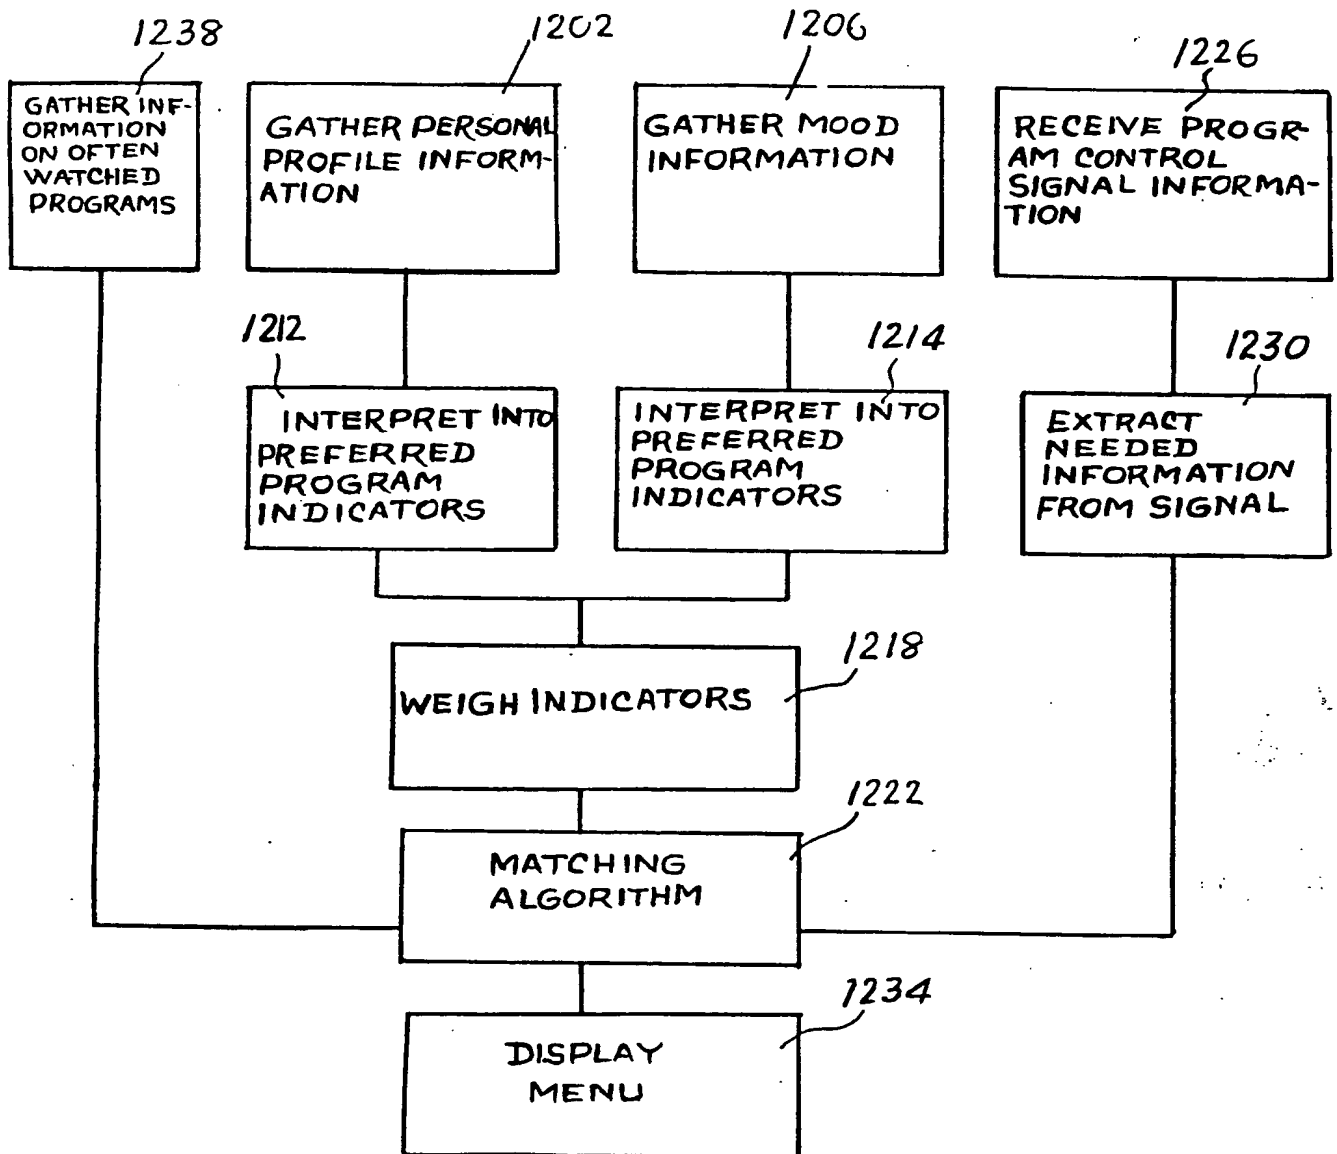 1238
GATHER INF-
ORMATION
ON OFTEN
WATCHED
PROGRAMS
1202
GATHER PERSONAL
PROFILE INFORM-
ATION
1206
GATHER MOOD
INFORMATION
1226
RECEIVE PROGR-
AM CONTROL
SIGNAL INFORMA-
TION
1212
INTERPRET INTO
PREFERRED
PROGRAM
INDICATORS
1214
INTERPRET INTO
PREFERRED
PROGRAM
INDICATORS
1230
EXTRACT
NEEDED
INFORMATION
FROM SIGNAL
1218
WEIGH INDICATORS
1222
MATCHING
ALGORITHM
1234
DISPLAY
MENU